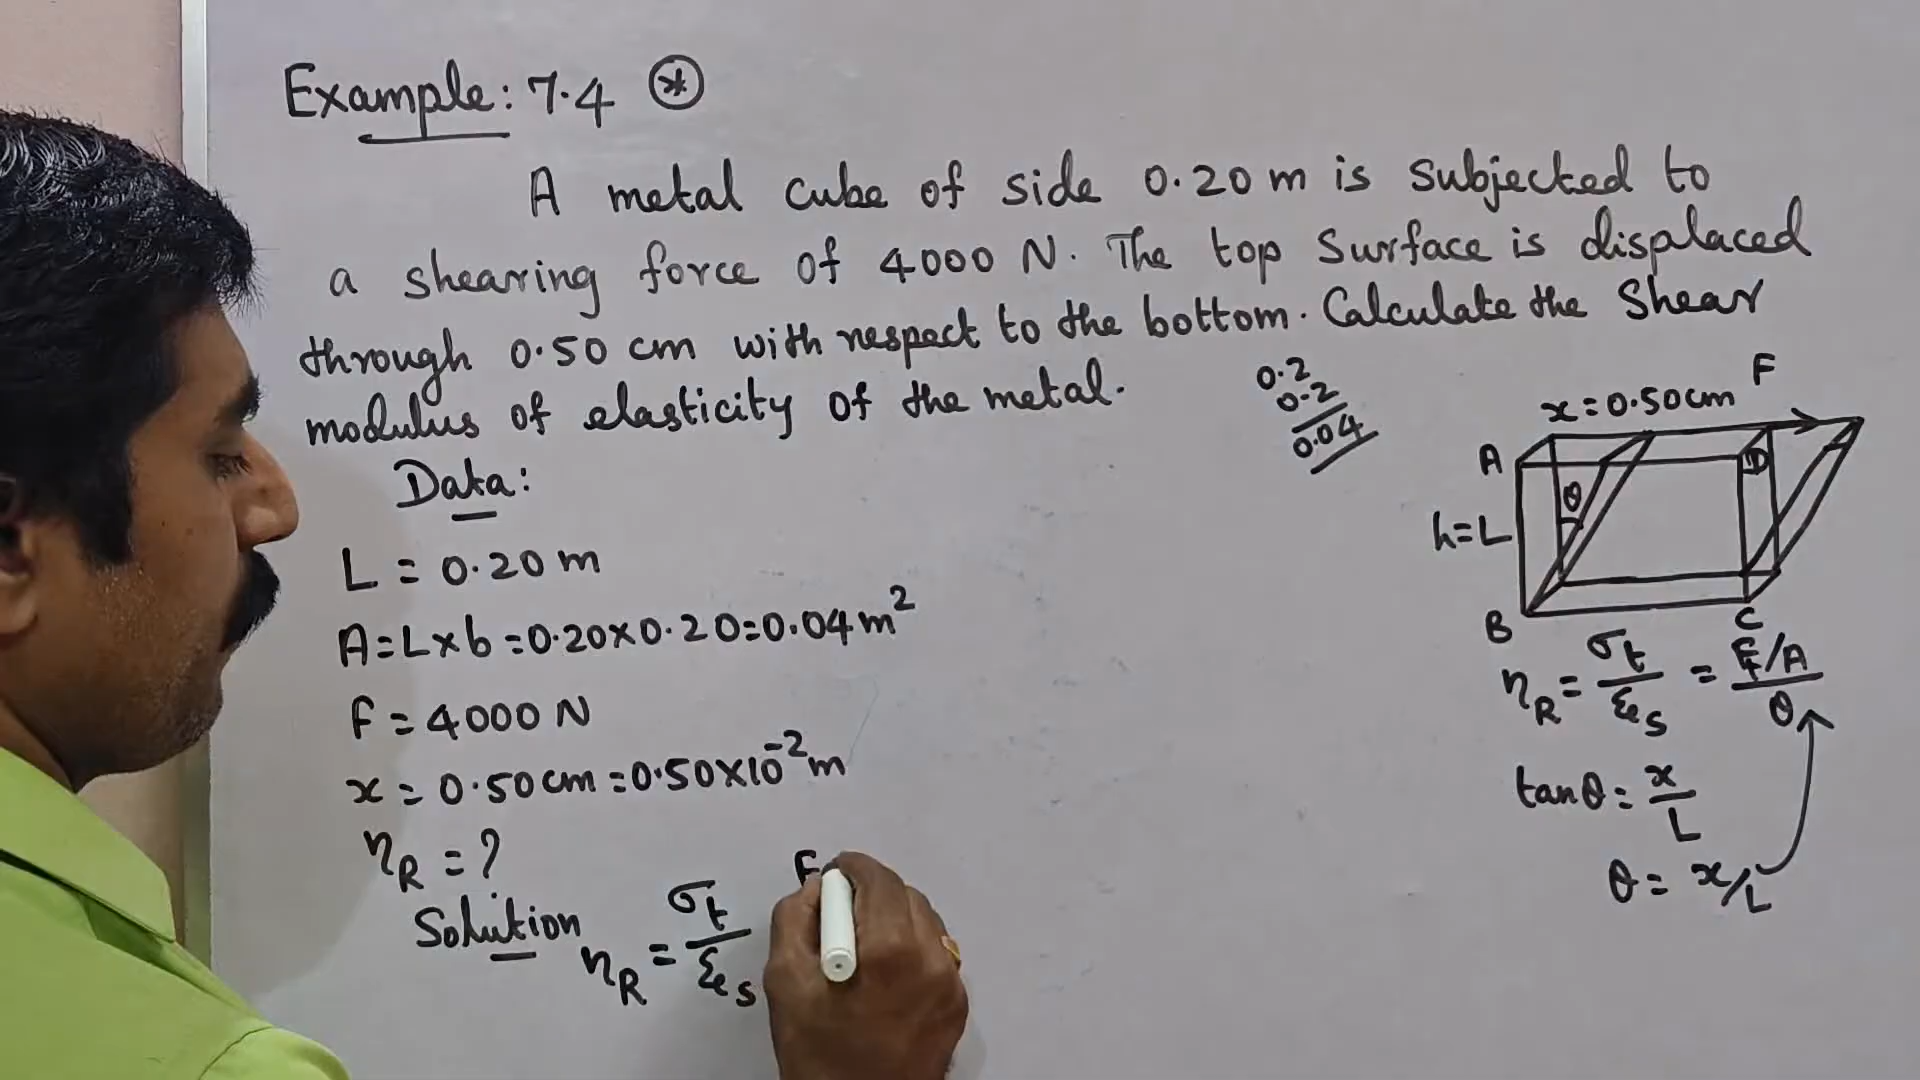 Example: 7.4 *
A metal cube of side 0.20 m is subjected to
a shearing force of 4000 N. The top surface is displaced
through 0.50 cm with respect to the bottom. Calculate the Shear
modulus of elasticity of the metal.
0.2
0.2
0.04
F
x = 0.50 cm
A
D
θ
h = L
B
C
Data:
L = 0.20 m
A = L × b = 0.20 × 0.20 = 0.04 m²
F = 4000 N
x = 0.50 cm = 0.50 × 10⁻² m
ηR = ?
Solution
ηR = σt / εs
F
ηR = σt / εs = Ft/A / θ
tan θ = x / L
θ = x/L